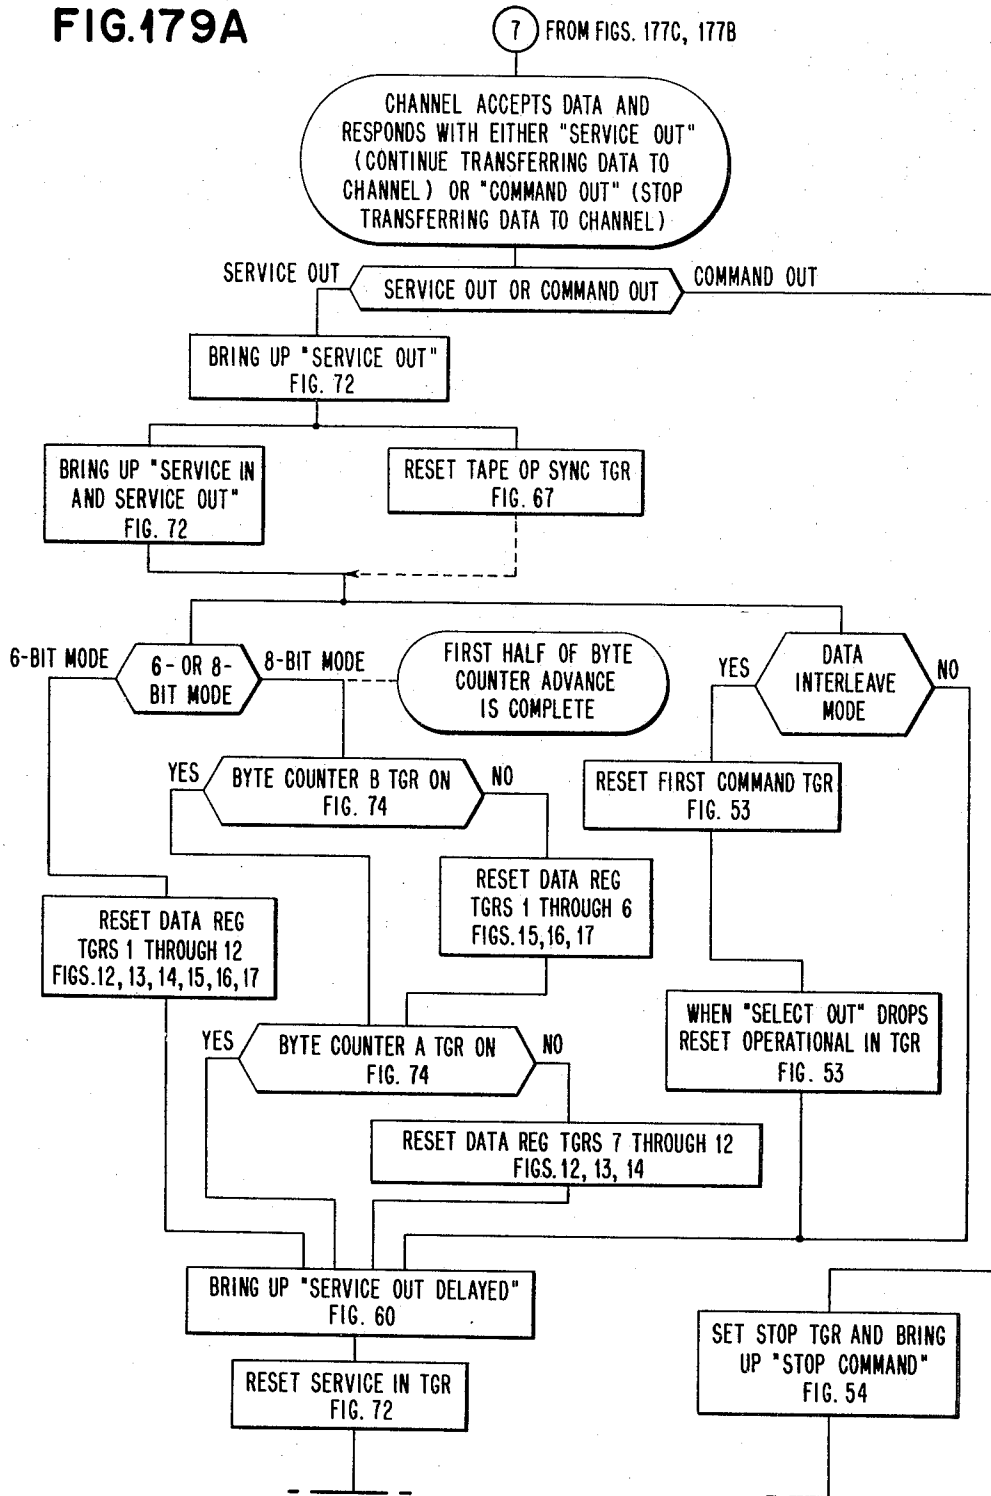 FIG.179A
7 FROM FIGS. 177C, 177B
CHANNEL ACCEPTS DATA AND
RESPONDS WITH EITHER "SERVICE OUT"
(CONTINUE TRANSFERRING DATA TO
CHANNEL) OR "COMMAND OUT" (STOP
TRANSFERRING DATA TO CHANNEL)
SERVICE OUT
SERVICE OUT OR COMMAND OUT
COMMAND OUT
BRING UP "SERVICE OUT"
FIG. 72
BRING UP "SERVICE IN
AND SERVICE OUT"
FIG. 72
RESET TAPE OP SYNC TGR
FIG. 67
6-BIT MODE
6- OR 8-
BIT MODE
8-BIT MODE
FIRST HALF OF BYTE
COUNTER ADVANCE
IS COMPLETE
YES
DATA
INTERLEAVE
MODE
NO
YES
BYTE COUNTER B TGR ON
FIG. 74
NO
RESET FIRST COMMAND TGR
FIG. 53
RESET DATA REG
TGRS 1 THROUGH 12
FIGS.12, 13, 14, 15, 16, 17
RESET DATA REG
TGRS 1 THROUGH 6
FIGS.15, 16, 17
YES
BYTE COUNTER A TGR ON
FIG. 74
NO
WHEN "SELECT OUT" DROPS
RESET OPERATIONAL IN TGR
FIG. 53
RESET DATA REG TGRS 7 THROUGH 12
FIGS.12, 13, 14
BRING UP "SERVICE OUT DELAYED"
FIG. 60
RESET SERVICE IN TGR
FIG. 72
SET STOP TGR AND BRING
UP "STOP COMMAND"
FIG. 54